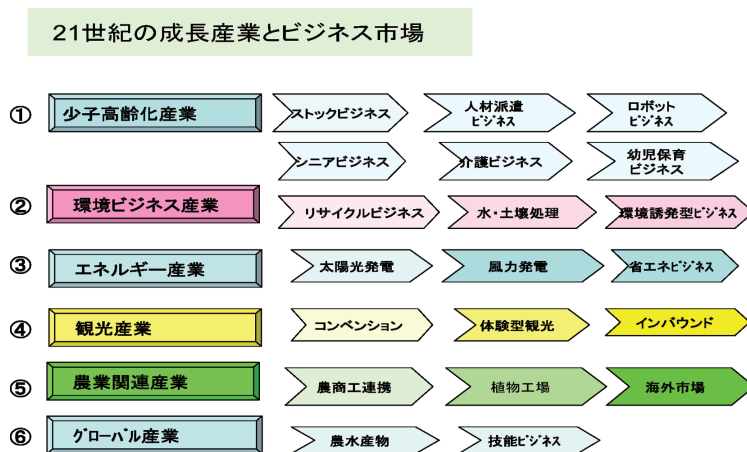 21世紀の成長産業とビジネス市場
① 少子高齢化産業 ストックビジネス 人材派遣 ビジネス ロボット ビジネス
シニアビジネス 介護ビジネス 幼児保育 ビジネス
② 環境ビジネス産業 リサイクルビジネス 水・土壌処理 環境誘発型ビジネス
③ エネルギー産業 太陽光発電 風力発電 省エネビジネス
④ 観光産業 コンベンション 体験型観光 インバウンド
⑤ 農業関連産業 農商工連携 植物工場 海外市場
⑥ グローバル産業 農水産物 技能ビジネス